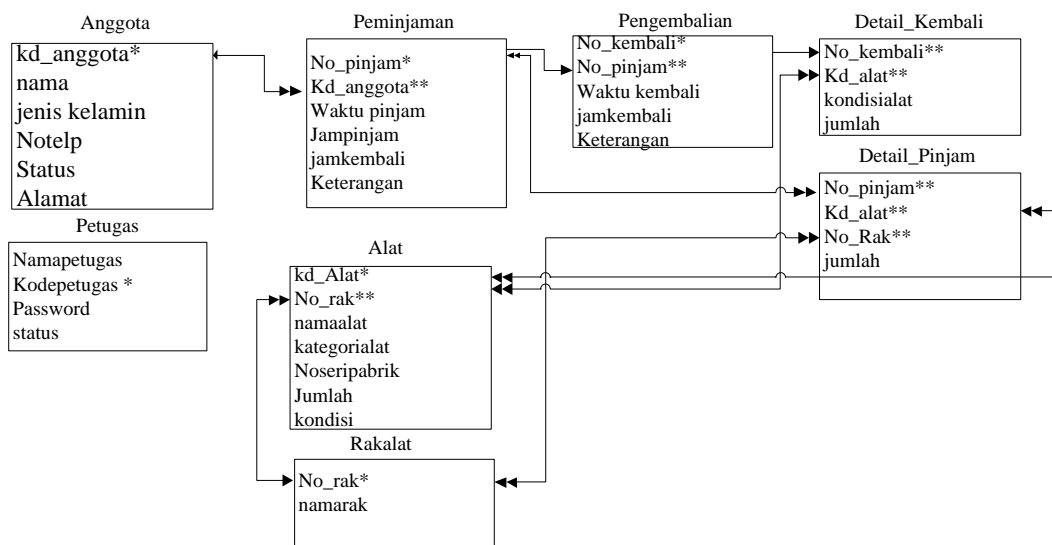 Anggota
kd_anggota*
nama
jenis kelamin
Notelp
Status
Alamat
Peminjaman
No_pinjam*
Kd_anggota**
Waktu pinjam
Jampinjam
jamkembali
Keterangan
Pengembalian
No_kembali*
No_pinjam**
Waktu kembali
jamkembali
Keterangan
Detail_Kembali
No_kembali**
Kd_alat**
kondisialat
jumlah
Detail_Pinjam
No_pinjam**
Kd_alat**
No_Rak**
jumlah
Petugas
Namapetugas
Kodepetugas *
Password
status
Alat
kd_Alat*
No_rak**
namaalat
kategorialat
Noseripabrik
Jumlah
kondisi
Rakalat
No_rak*
namarak